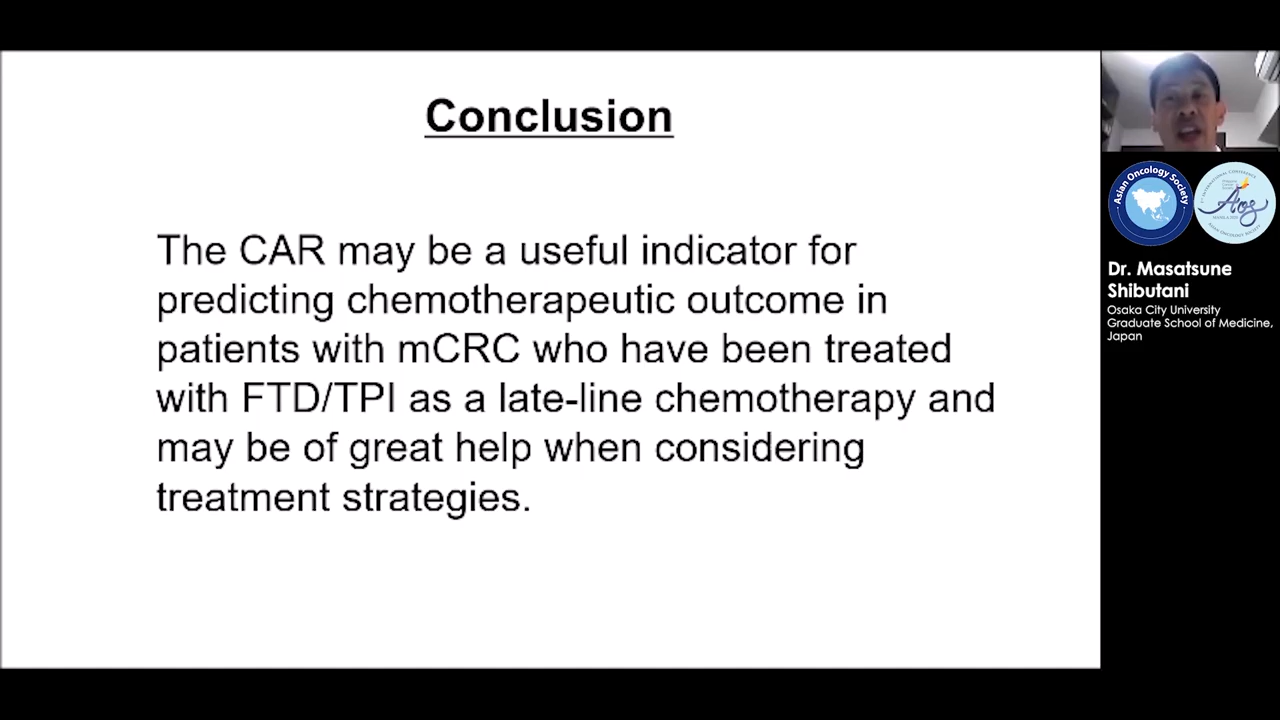 Conclusion
The CAR may be a useful indicator for
predicting chemotherapeutic outcome in
patients with mCRC who have been treated
with FTD/TPI as a late-line chemotherapy and
may be of great help when considering
treatment strategies.
Asian Oncology Society
Aos
Dr. Masatsune
Shibutani
Osaka City University
Graduate School of Medicine,
Japan